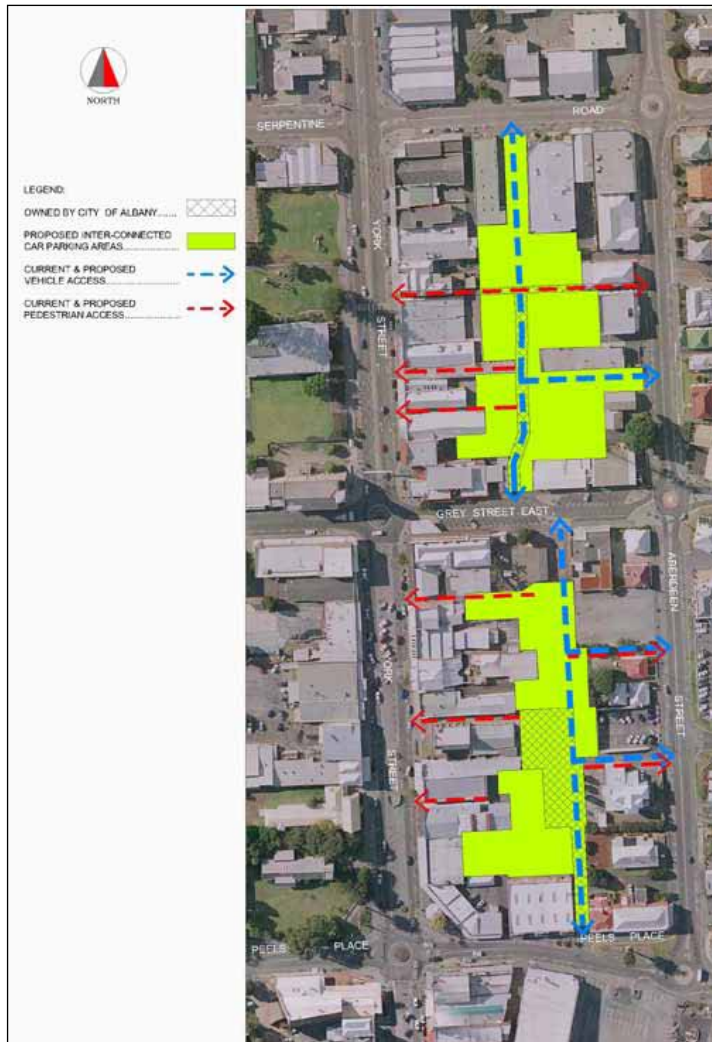 NORTH
LEGEND:
OWNED BY CITY OF ALBANY.......
PROPOSED INTER-CONNECTED
CAR PARKING AREAS....................
CURRENT & PROPOSED
VEHICLE ACCESS.........................
CURRENT & PROPOSED
PEDESTRIAN ACCESS....................
SERPENTINE
ROAD
YORK
STREET
GREY STREET EAST
ABERDEEN
STREET
YORK
STREET
PEELS PLACE
PEELS PLACE